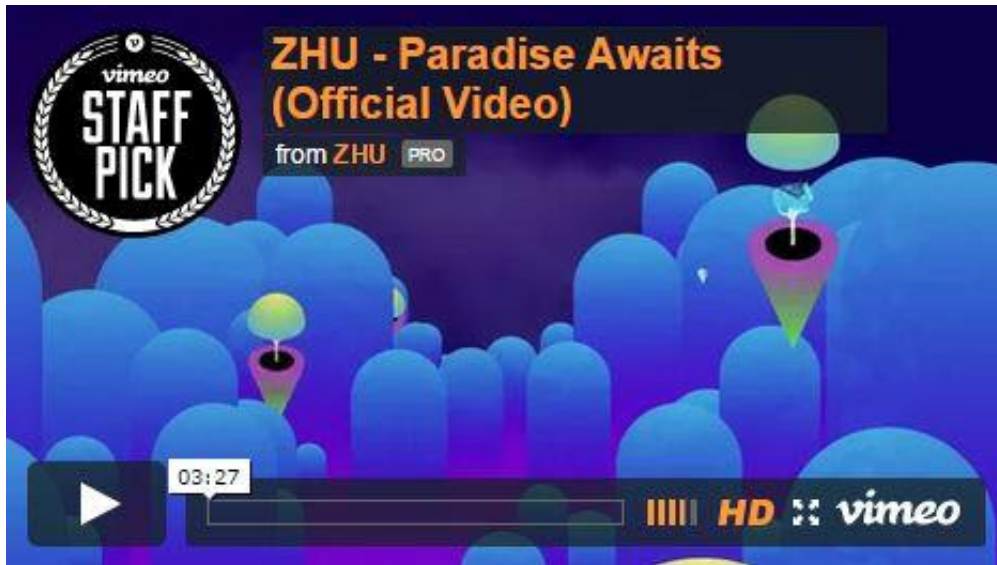 v
vimeo
STAFF
PICK
ZHU - Paradise Awaits
(Official Video)
from ZHU PRO
03:27
HD vimeo